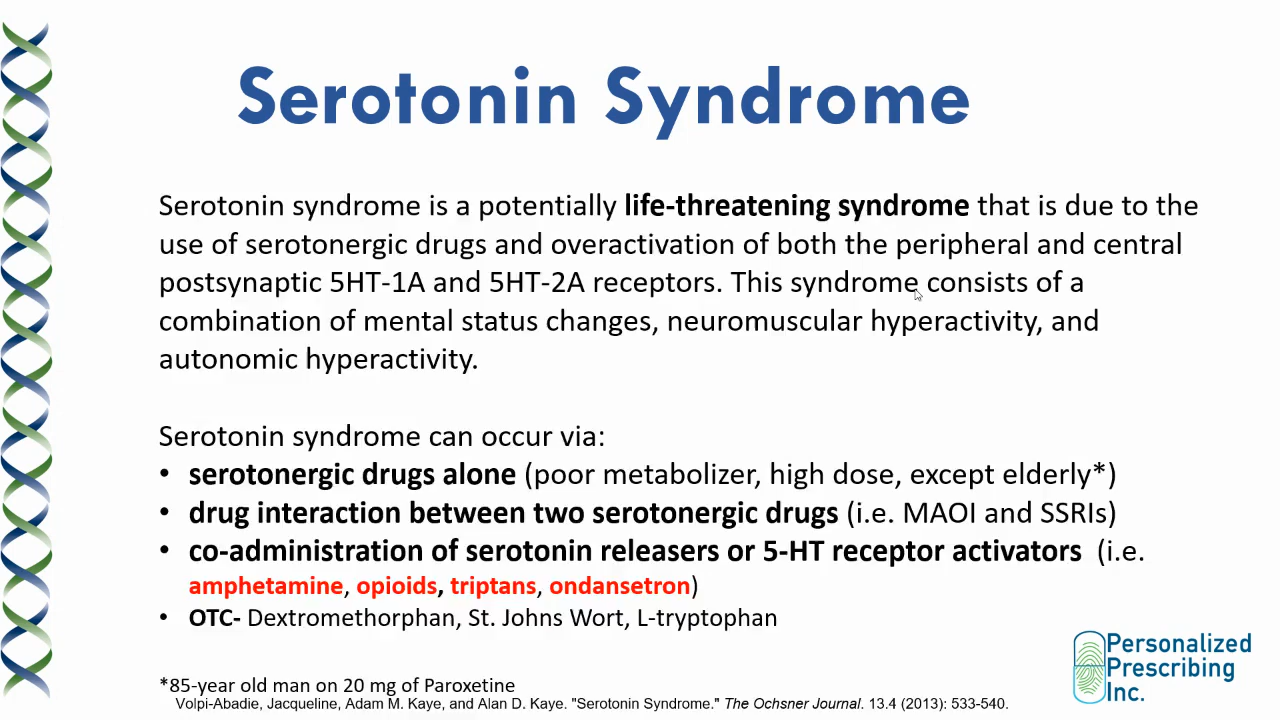 Serotonin Syndrome
Serotonin syndrome is a potentially life-threatening syndrome that is due to the
use of serotonergic drugs and overactivation of both the peripheral and central
postsynaptic 5HT-1A and 5HT-2A receptors. This syndrome consists of a
combination of mental status changes, neuromuscular hyperactivity, and
autonomic hyperactivity.
Serotonin syndrome can occur via:
• serotonergic drugs alone (poor metabolizer, high dose, except elderly*)
• drug interaction between two serotonergic drugs (i.e. MAOI and SSRIs)
• co-administration of serotonin releasers or 5-HT receptor activators (i.e.
amphetamine, opioids, triptans, ondansetron)
• OTC- Dextromethorphan, St. Johns Wort, L-tryptophan
*85-year old man on 20 mg of Paroxetine
Volpi-Abadie, Jacqueline, Adam M. Kaye, and Alan D. Kaye. "Serotonin Syndrome." The Ochsner Journal. 13.4 (2013): 533-540.
Personalized
Prescribing
Inc.